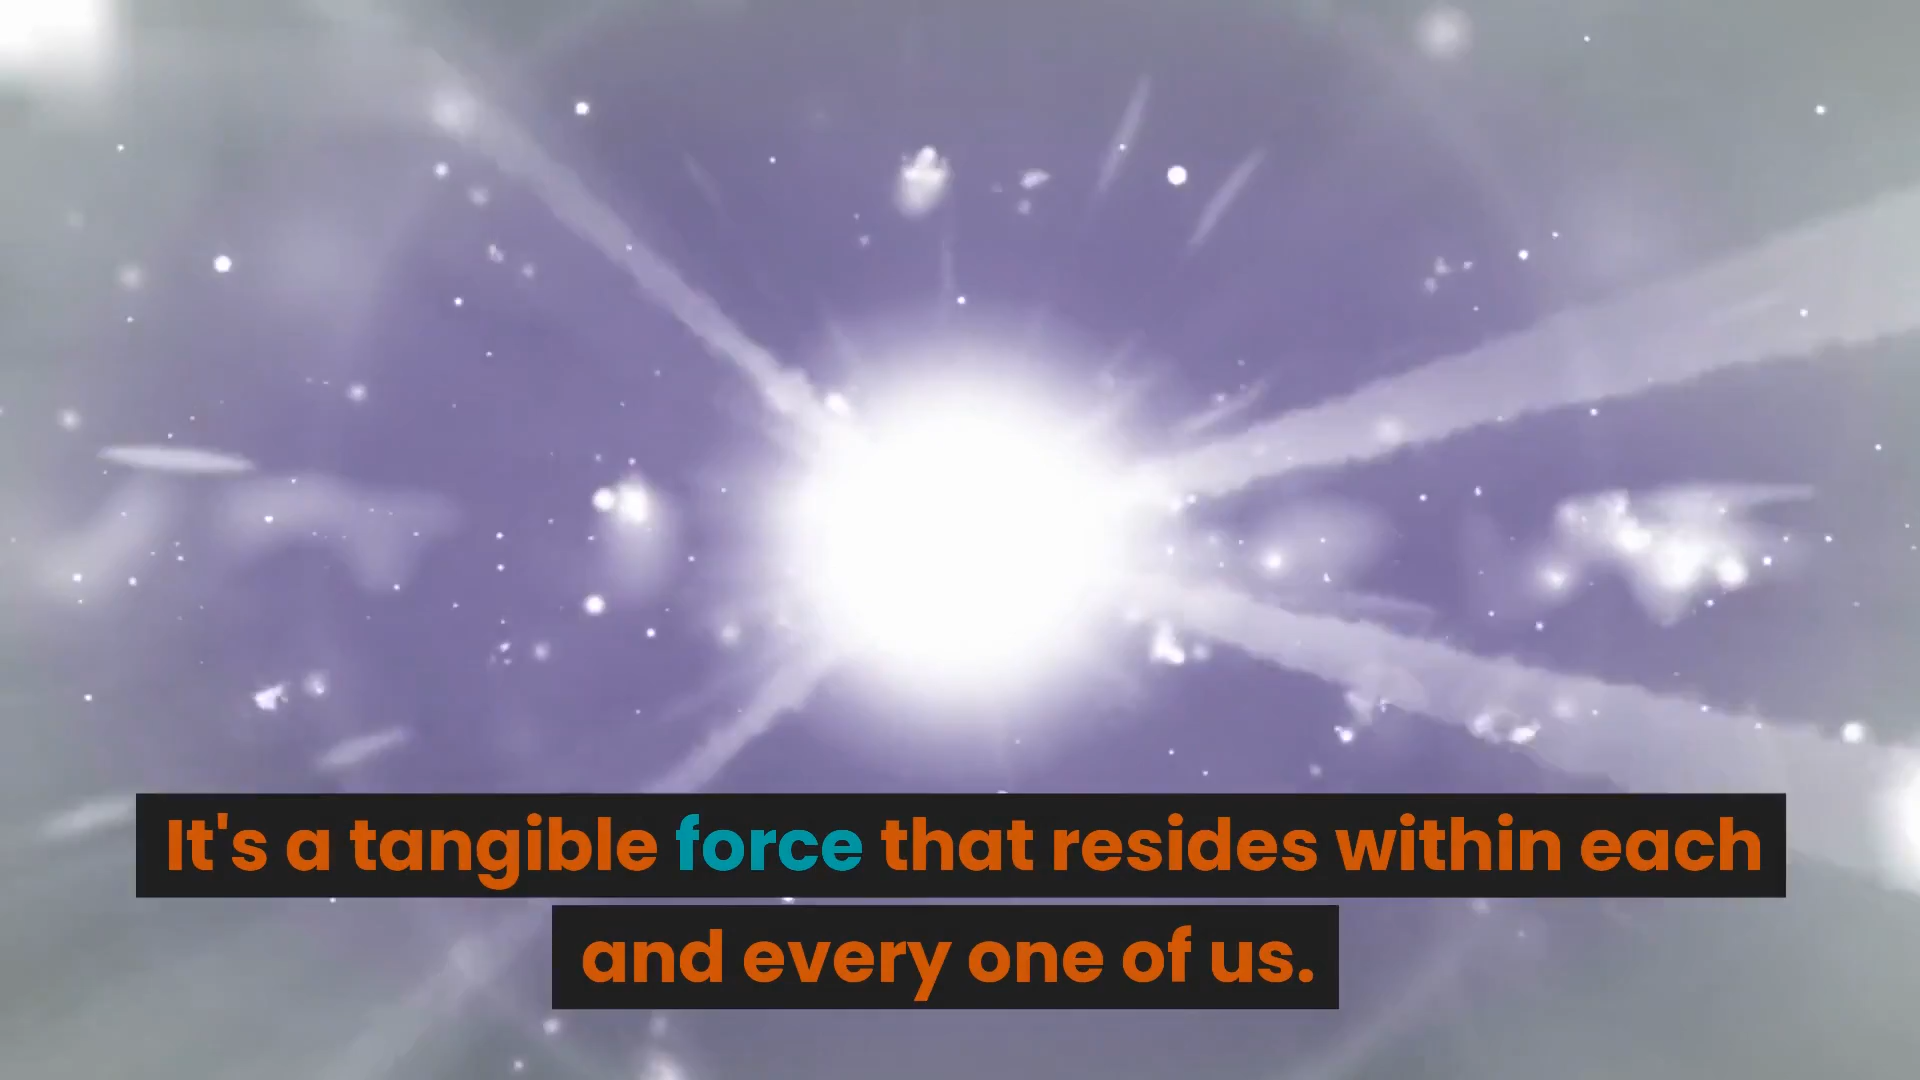 It's a tangible force that resides within each
and every one of us.